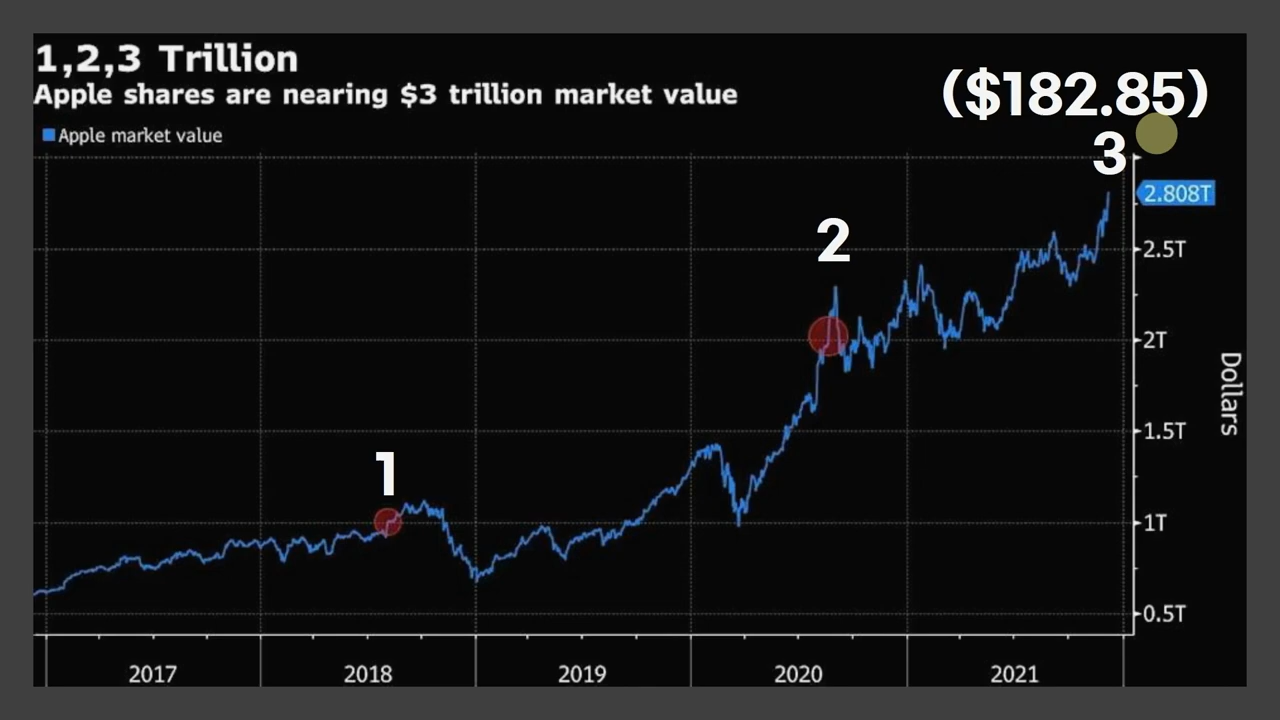 1,2,3 Trillion
Apple shares are nearing $3 trillion market value
($182.85)
Apple market value
3
3
2.808T
2
2.5T
2T
1.5T
Dollars
1
1T
0.5T
2017 2018 2019 2020 2021